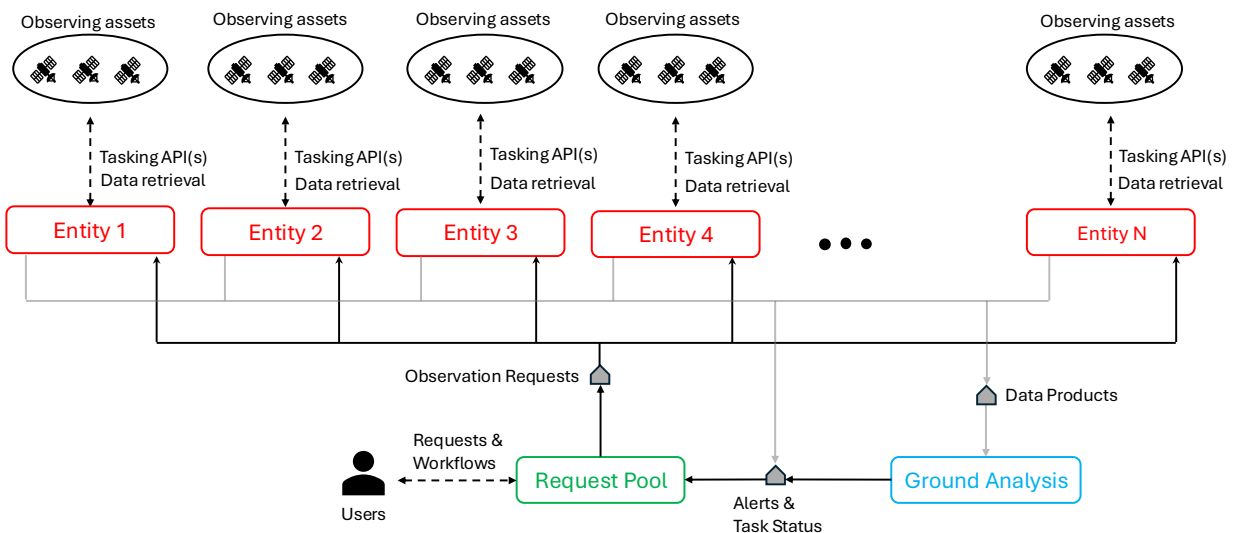 Observing assets
Observing assets
Observing assets
Observing assets
Observing assets
Tasking API(s)
Data retrieval
Tasking API(s)
Data retrieval
Tasking API(s)
Data retrieval
Tasking API(s)
Data retrieval
Tasking API(s)
Data retrieval
Entity 1
Entity 2
Entity 3
Entity 4
Entity N
Observation Requests
Data Products
Requests &
Workflows
Users
Request Pool
Alerts &
Task Status
Ground Analysis